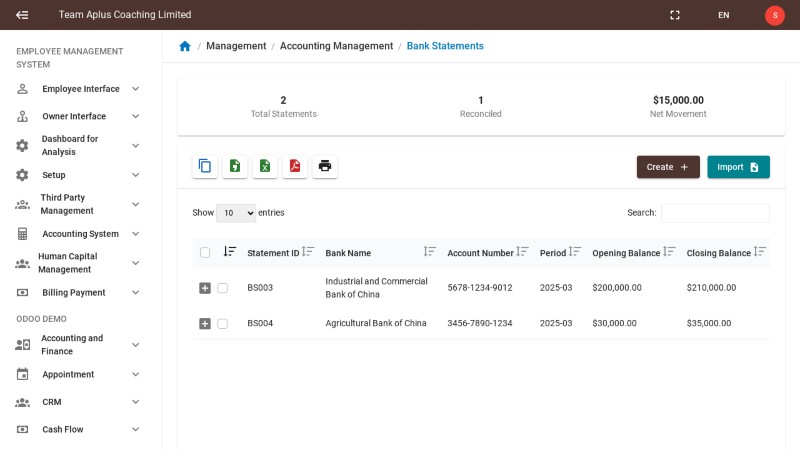 Team Aplus Coaching Limited
EN
S
EMPLOYEE MANAGEMENT
SYSTEM
Employee Interface
Owner Interface
Dashboard for
Analysis
Setup
Third Party
Management
Accounting System
Human Capital
Management
Billing Payment
ODOO DEMO
Accounting and
Finance
Appointment
CRM
Cash Flow
/ Management / Accounting Management / Bank Statements
2
Total Statements
1
Reconciled
$15,000.00
Net Movement
Create +
Import
Show 10 entries
Search:
Statement ID Bank Name Account Number Period Opening Balance Closing Balance
BS003 Industrial and Commercial Bank of China 5678-1234-9012 2025-03 $200,000.00 $210,000.00
BS004 Agricultural Bank of China 3456-7890-1234 2025-03 $30,000.00 $35,000.00